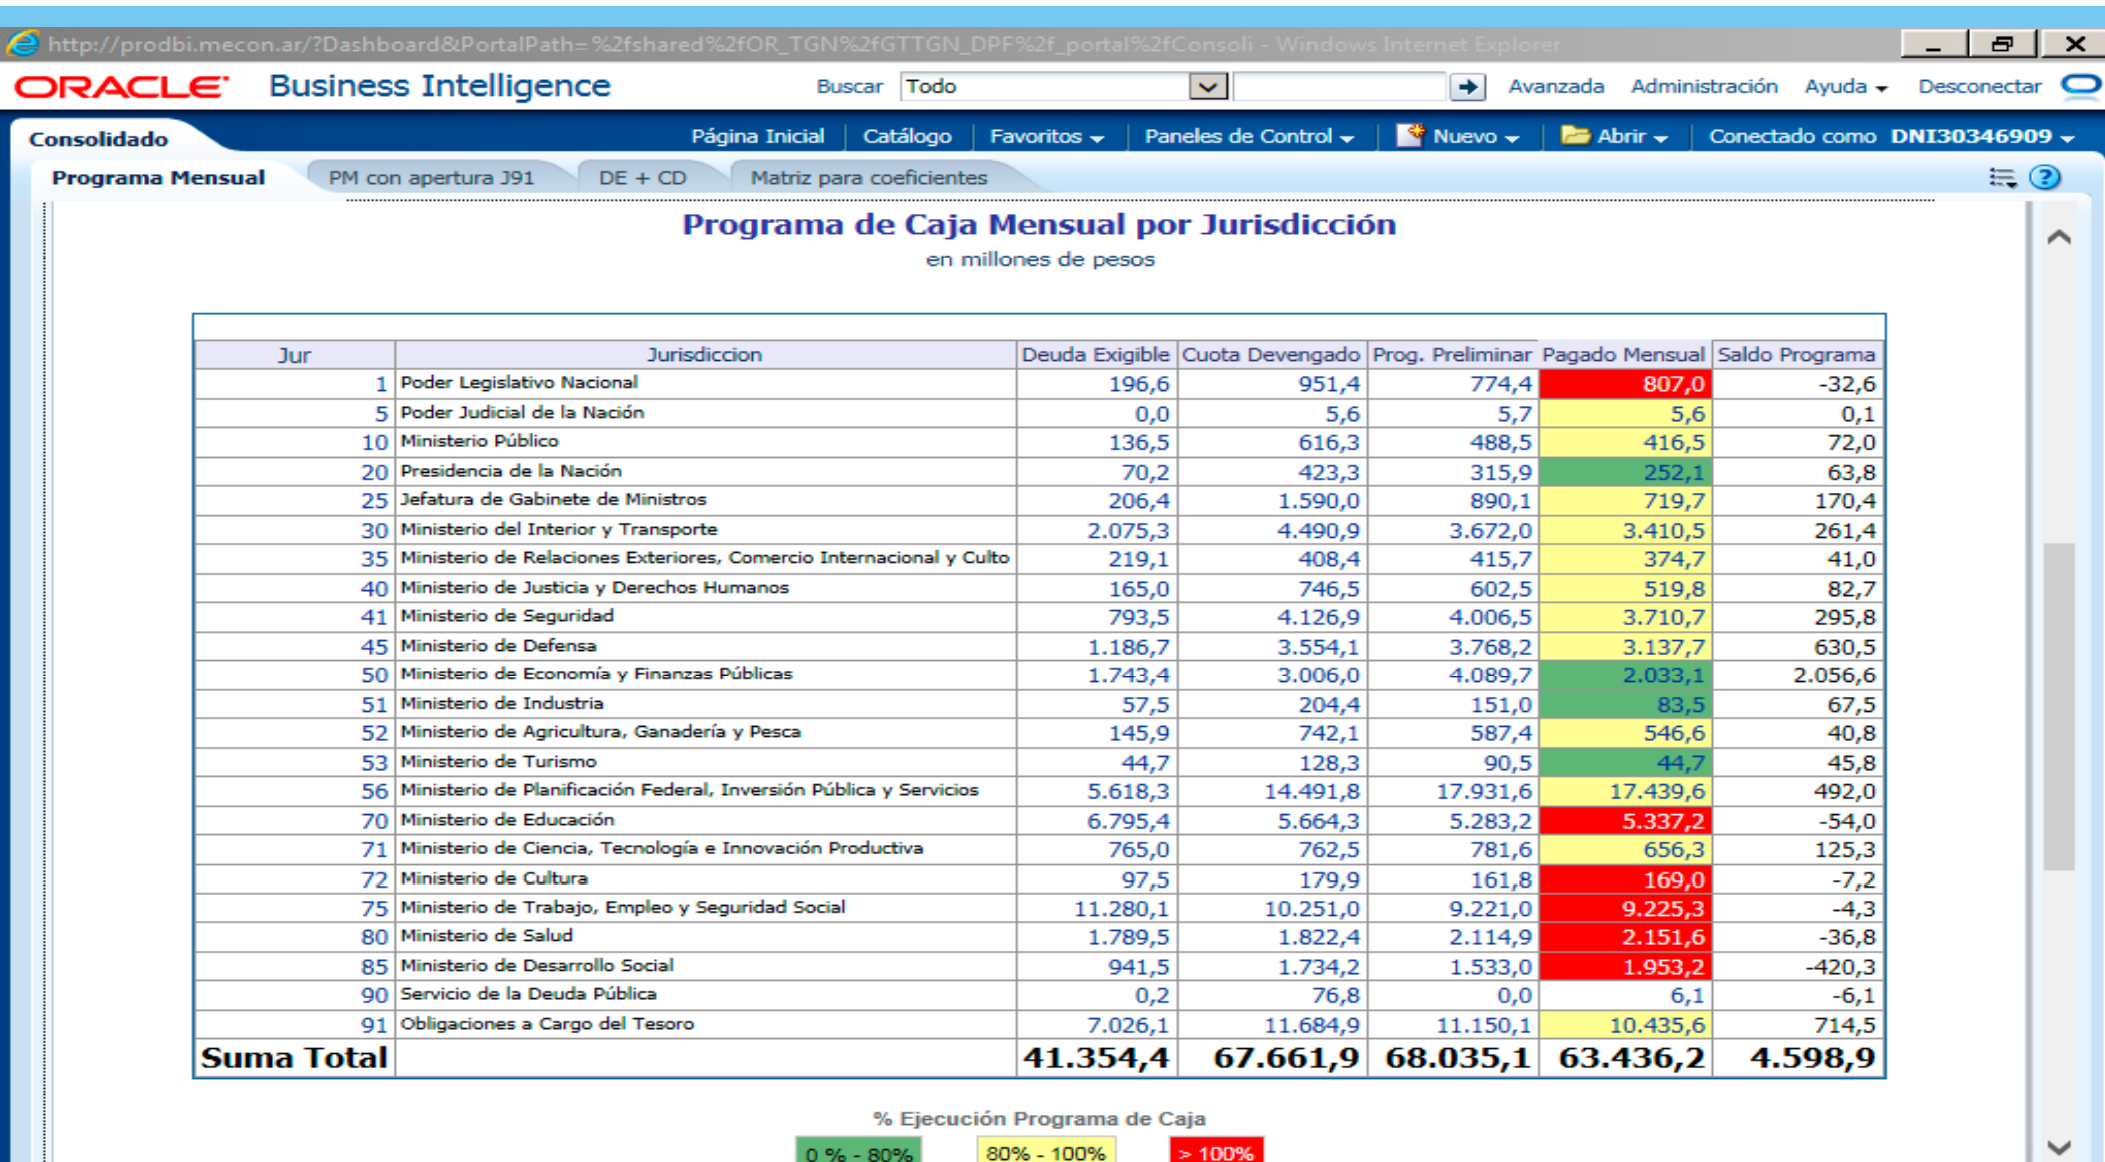 http://prodbi.mecon.ar/?Dashboard&PortalPath=%2fshared%2fOR_TGN%2fGTTGN_DPF%2f_portal%2fConsoli - Windows Internet Explorer
ORACLE Business Intelligence Buscar Todo Avanzada Administración Ayuda Desconectar
Consolidado Página Inicial Catálogo Favoritos Paneles de Control Nuevo Abrir Conectado como DNI30346909
Programa Mensual PM con apertura J91 DE + CD Matriz para coeficientes
Programa de Caja Mensual por Jurisdicción
en millones de pesos
Jur Jurisdiccion Deuda Exigible Cuota Devengado Prog. Preliminar Pagado Mensual Saldo Programa
1 Poder Legislativo Nacional 196,6 951,4 774,4 807,0 -32,6
5 Poder Judicial de la Nación 0,0 5,6 5,7 5,6 0,1
10 Ministerio Público 136,5 616,3 488,5 416,5 72,0
20 Presidencia de la Nación 70,2 423,3 315,9 252,1 63,8
25 Jefatura de Gabinete de Ministros 206,4 1.590,0 890,1 719,7 170,4
30 Ministerio del Interior y Transporte 2.075,3 4.490,9 3.672,0 3.410,5 261,4
35 Ministerio de Relaciones Exteriores, Comercio Internacional y Culto 219,1 408,4 415,7 374,7 41,0
40 Ministerio de Justicia y Derechos Humanos 165,0 746,5 602,5 519,8 82,7
41 Ministerio de Seguridad 793,5 4.126,9 4.006,5 3.710,7 295,8
45 Ministerio de Defensa 1.186,7 3.554,1 3.768,2 3.137,7 630,5
50 Ministerio de Economía y Finanzas Públicas 1.743,4 3.006,0 4.089,7 2.033,1 2.056,6
51 Ministerio de Industria 57,5 204,4 151,0 83,5 67,5
52 Ministerio de Agricultura, Ganadería y Pesca 145,9 742,1 587,4 546,6 40,8
53 Ministerio de Turismo 44,7 128,3 90,5 44,7 45,8
56 Ministerio de Planificación Federal, Inversión Pública y Servicios 5.618,3 14.491,8 17.931,6 17.439,6 492,0
70 Ministerio de Educación 6.795,4 5.664,3 5.283,2 5.337,2 -54,0
71 Ministerio de Ciencia, Tecnología e Innovación Productiva 765,0 762,5 781,6 656,3 125,3
72 Ministerio de Cultura 97,5 179,9 161,8 169,0 -7,2
75 Ministerio de Trabajo, Empleo y Seguridad Social 11.280,1 10.251,0 9.221,0 9.225,3 -4,3
80 Ministerio de Salud 1.789,5 1.822,4 2.114,9 2.151,6 -36,8
85 Ministerio de Desarrollo Social 941,5 1.734,2 1.533,0 1.953,2 -420,3
90 Servicio de la Deuda Pública 0,2 76,8 0,0 6,1 -6,1
91 Obligaciones a Cargo del Tesoro 7.026,1 11.684,9 11.150,1 10.435,6 714,5
Suma Total 41.354,4 67.661,9 68.035,1 63.436,2 4.598,9
% Ejecución Programa de Caja
0 % - 80% 80% - 100% > 100%